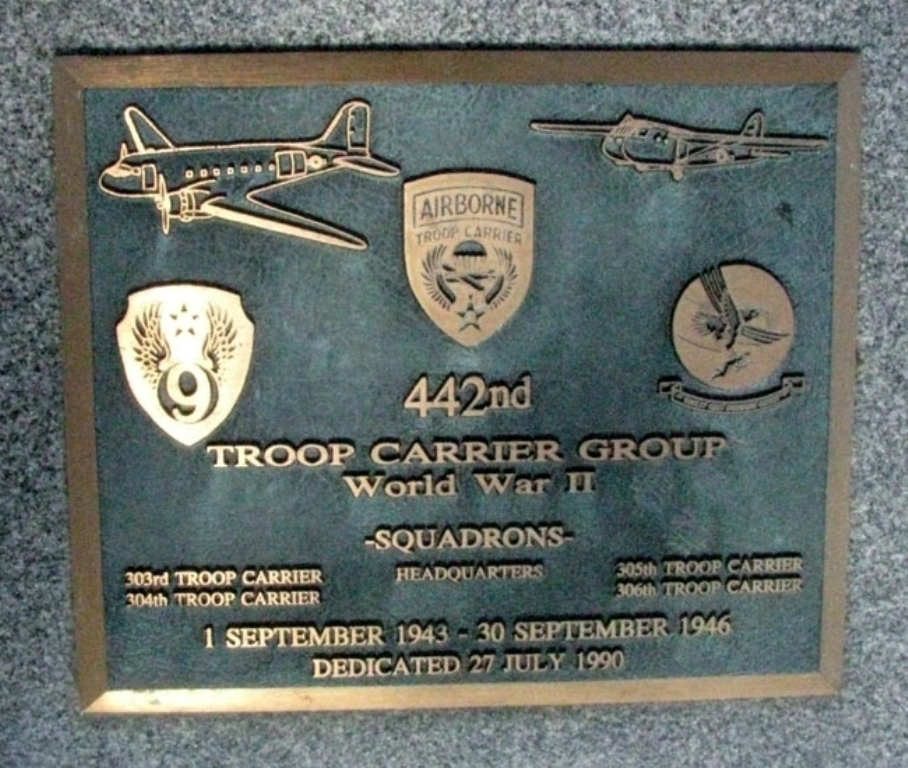 AIRBORNE
TROOP CARRIER
9
442nd
TROOP CARRIER GROUP
World War II
-SQUADRONS-
HEADQUARTERS
303rd TROOP CARRIER
304th TROOP CARRIER
305th TROOP CARRIER
306th TROOP CARRIER
1 SEPTEMBER 1943 - 30 SEPTEMBER 1946
DEDICATED 27 JULY 1990